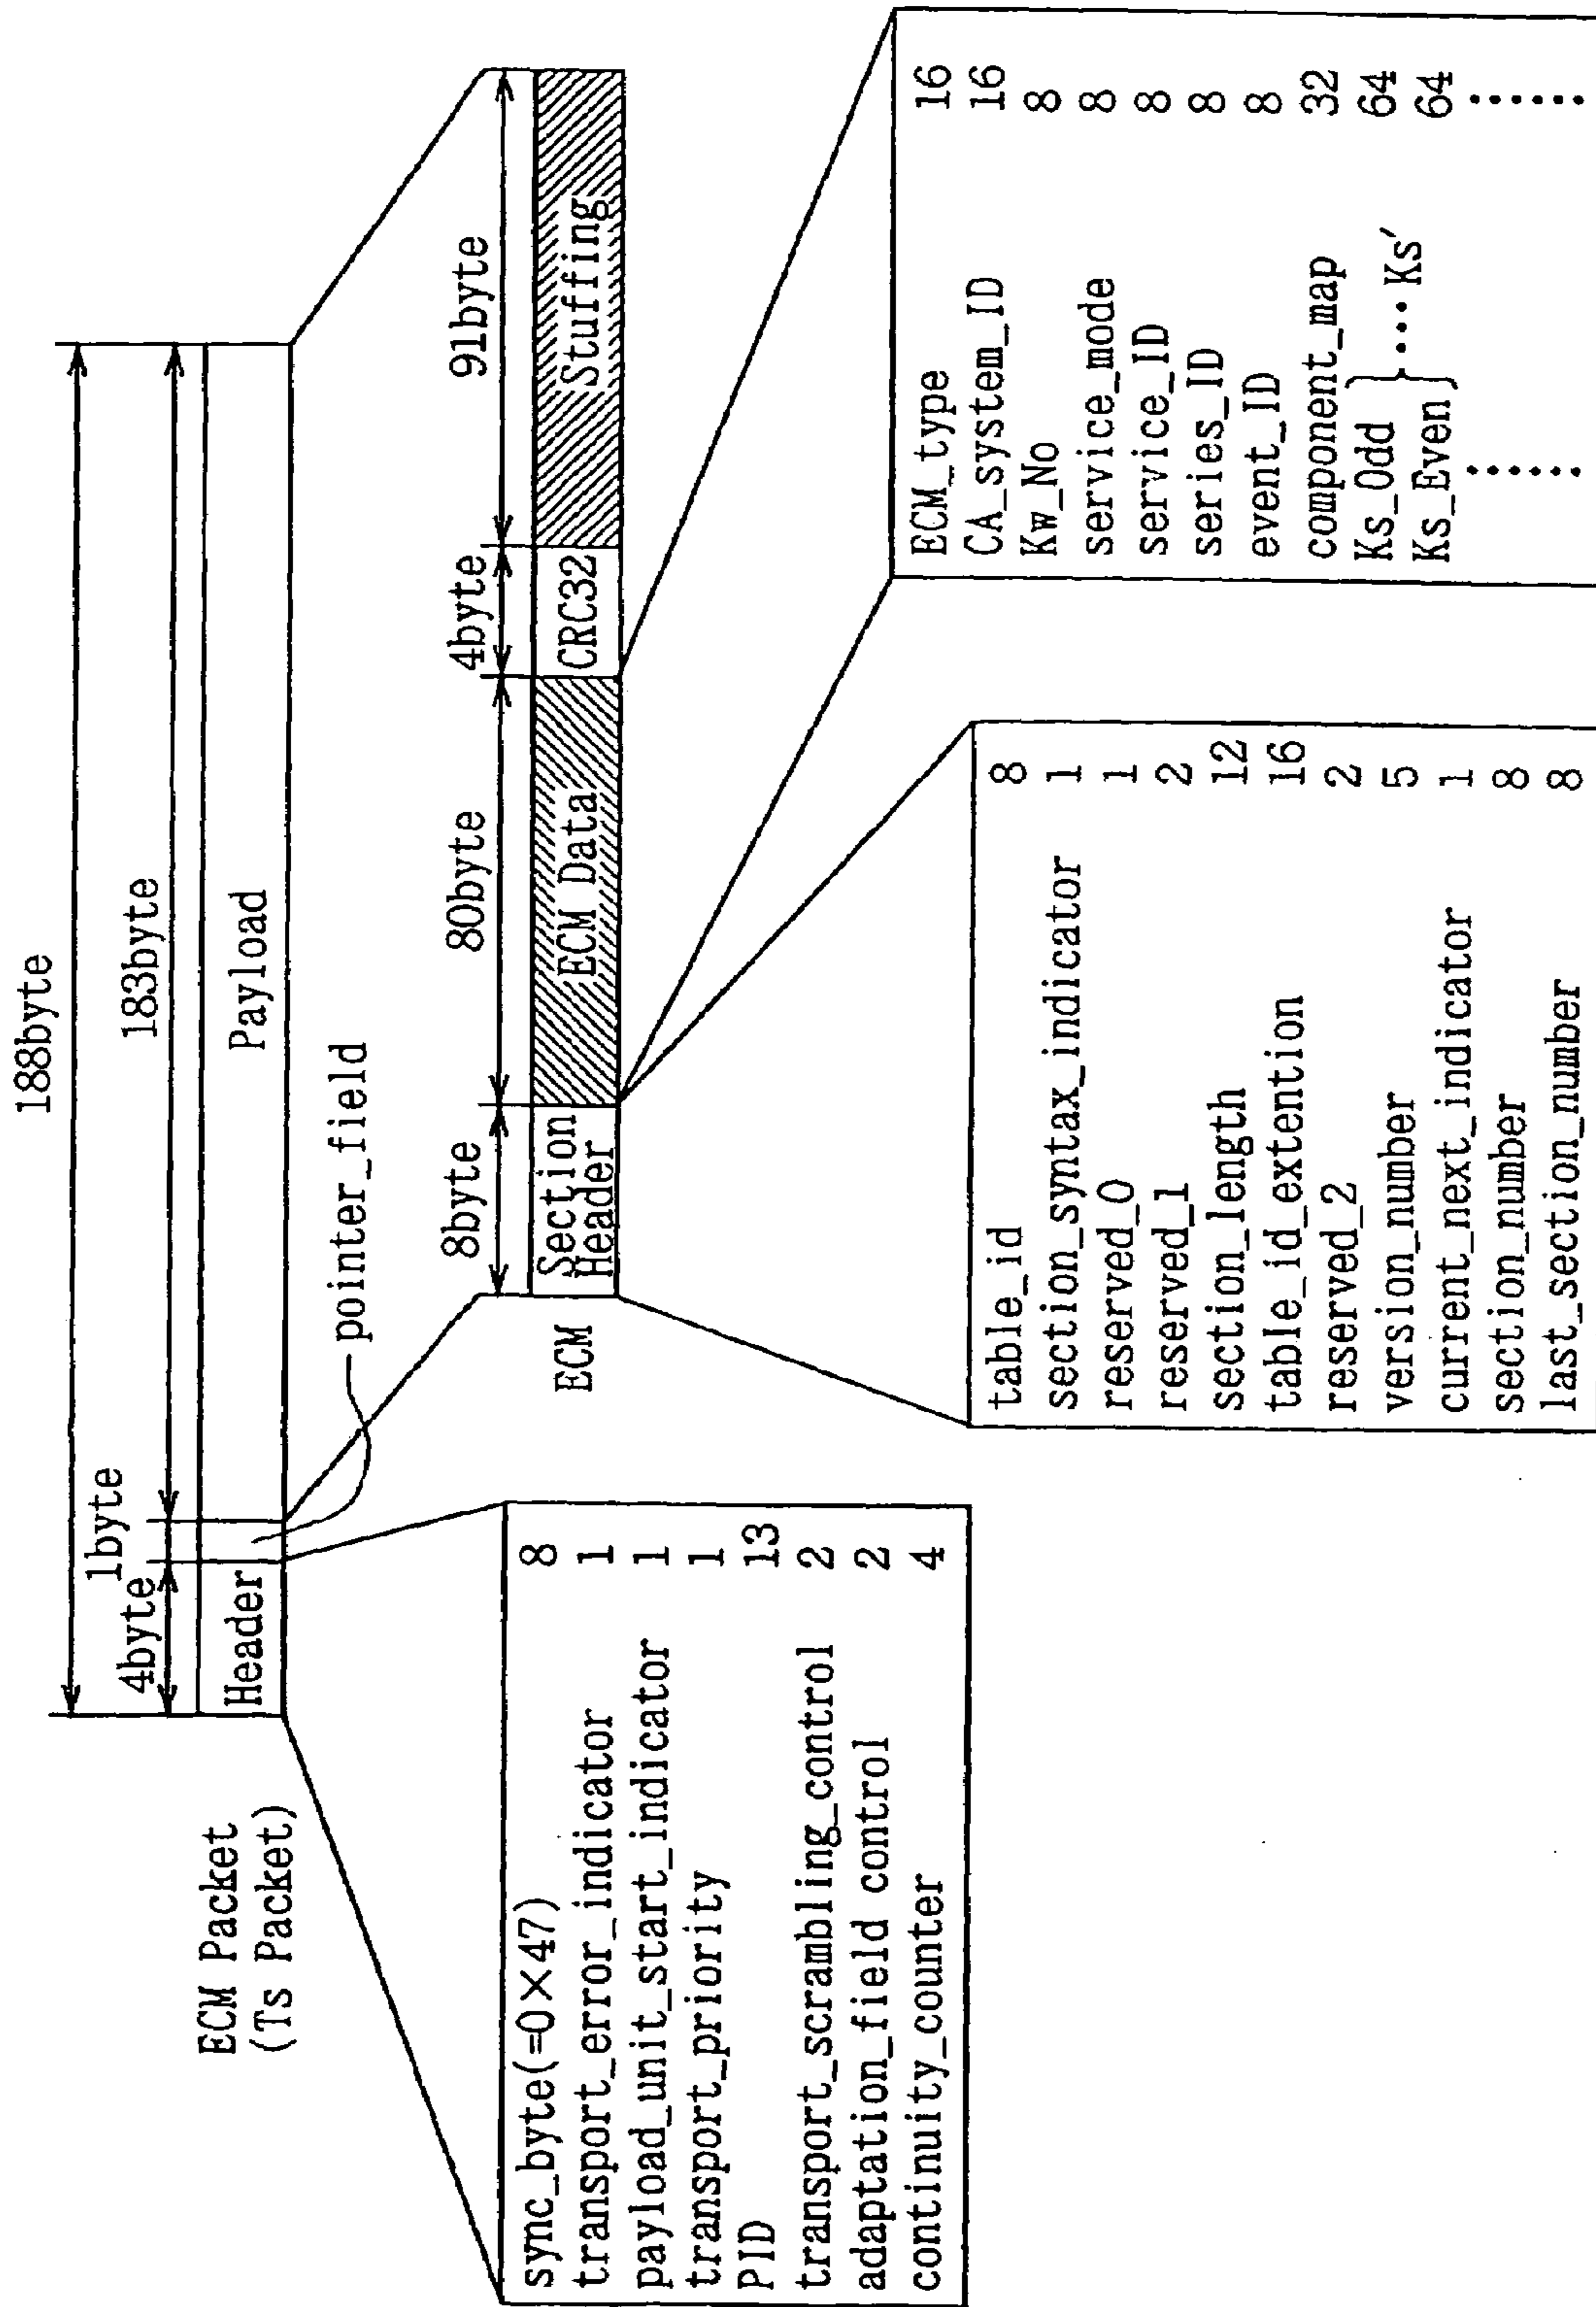 188byte
4byte
1byte
183byte
ECM Packet
(Ts Packet)
Header
Payload
pointer_field
sync_byte(=0×47) 8
transport_error_indicator 1
payload_unit_start_indicator 1
transport_priority 1
PID 13
transport_scrambling_control 2
adaptation_field control 2
continuity_counter 4
8byte
80byte
4byte
91byte
ECM
Section
Header
ECM Data
CRC32
Stuffing
table_id 8
section_syntax_indicator 1
reserved_0 1
reserved_1 2
section_length 12
table_id_extention 16
reserved_2 2
version_number 5
current_next_indicator 1
section_number 8
last_section_number 8
ECM_type 16
CA_system_ID 16
Kw_No 8
service_mode 8
service_ID 8
series_ID 8
event_ID 8
component_map 32
Ks_Odd 64
Ks_Even 64
}···· Ks′
······ ······